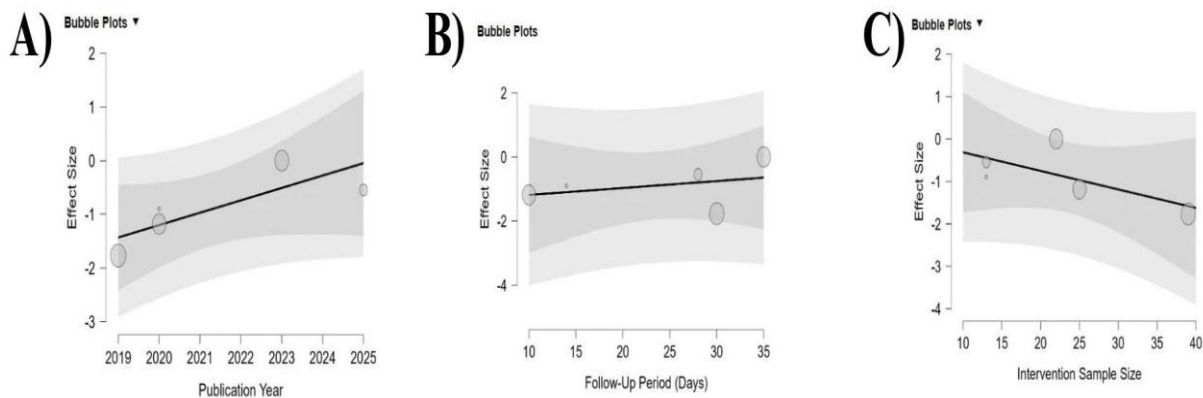 A)
Bubble Plots ▼
2
1
0
-1
-2
-3
Effect Size
2019 2020 2021 2022 2023 2024 2025
Publication Year
B)
Bubble Plots
2
0
-2
-4
Effect Size
10 15 20 25 30 35
Follow-Up Period (Days)
C)
Bubble Plots ▼
2
1
0
-1
-2
-3
-4
Effect Size
10 15 20 25 30 35 40
Intervention Sample Size